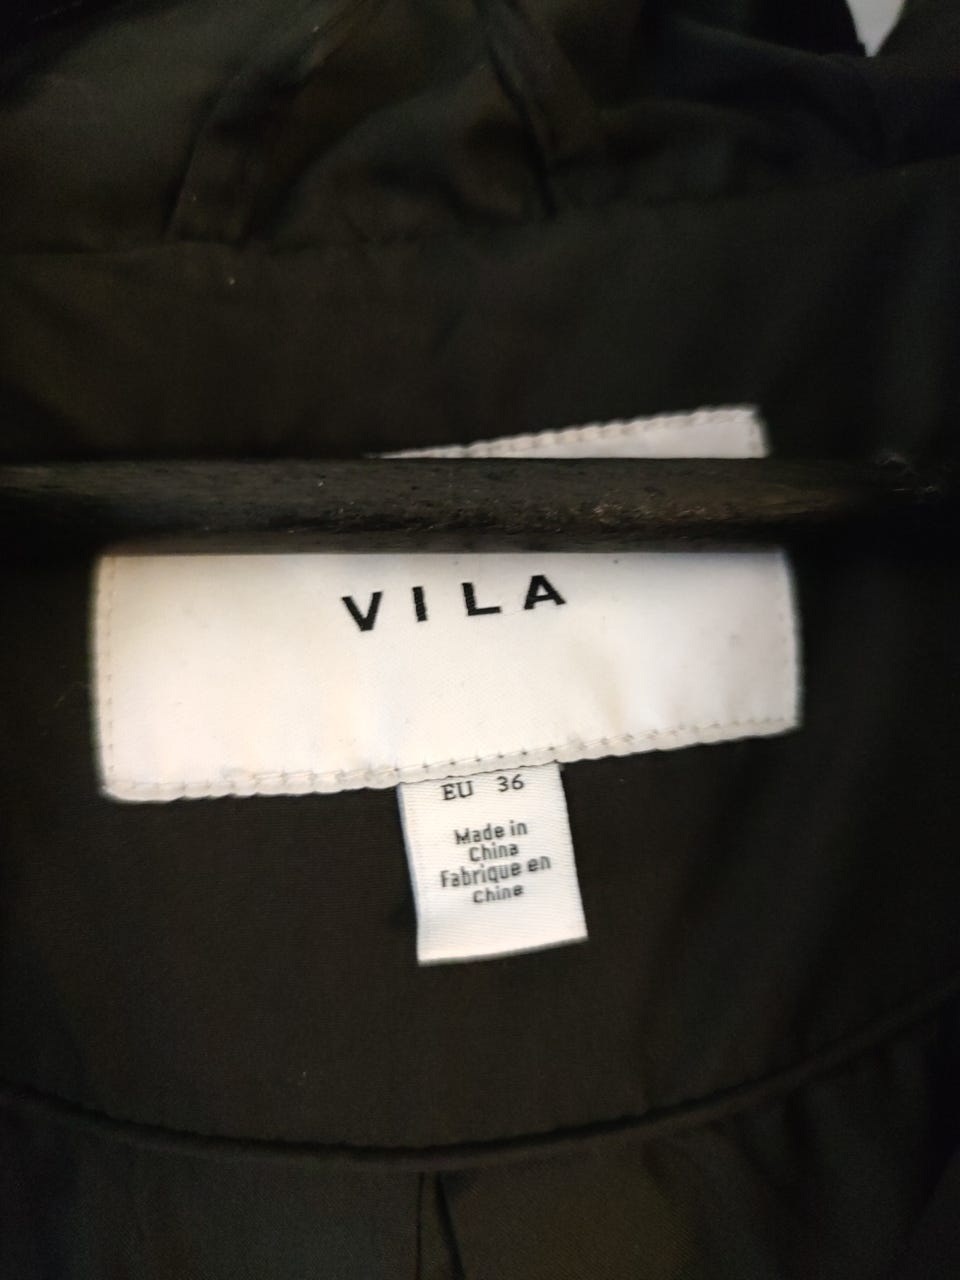 VILA
EU 36
Made in
China
Fabrique en
Chine